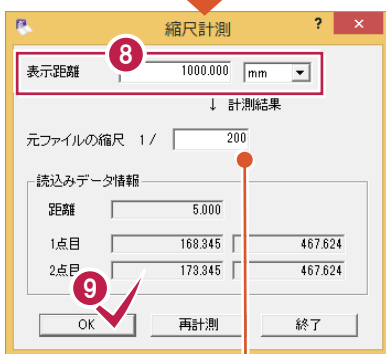 縮尺計測 ? ×
8
表示距離 1000.000 mm
↓ 計測結果
元ファイルの縮尺 1/ 200
読込みデータ情報
距離 5.000
1点目 168.345 467.624
2点目 173.345 467.624
9
OK 再計測 終了